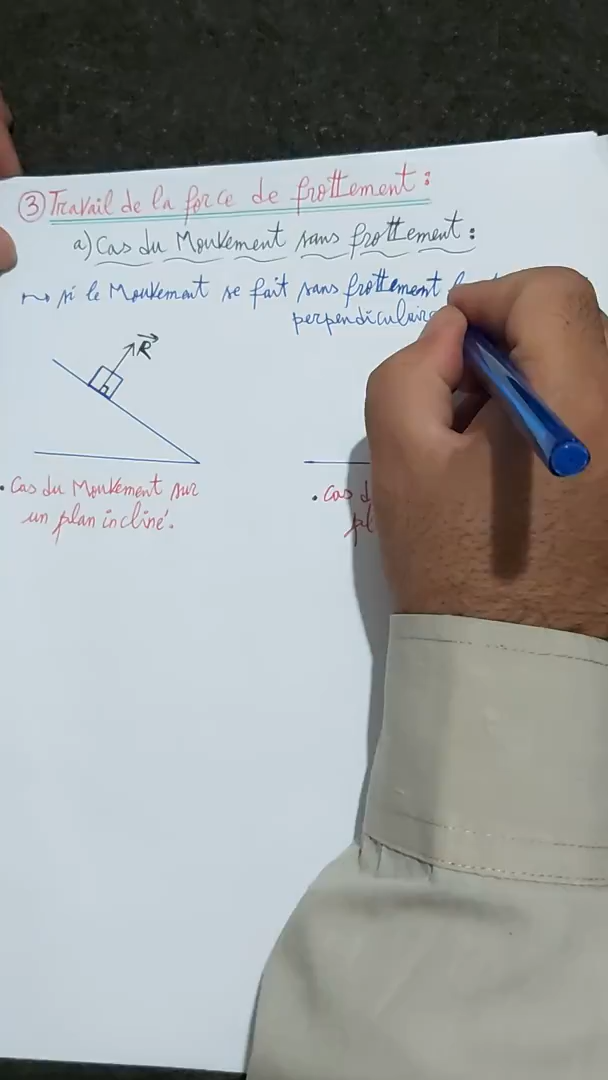 ③ Travail de la force de frottement :
a) Cas du Mouvement sans frottement :
si le Mouvement se fait sans frottement
perpendiculaire
R
• Cas du Mouvement sur
un plan incliné.
• Cas d
pl